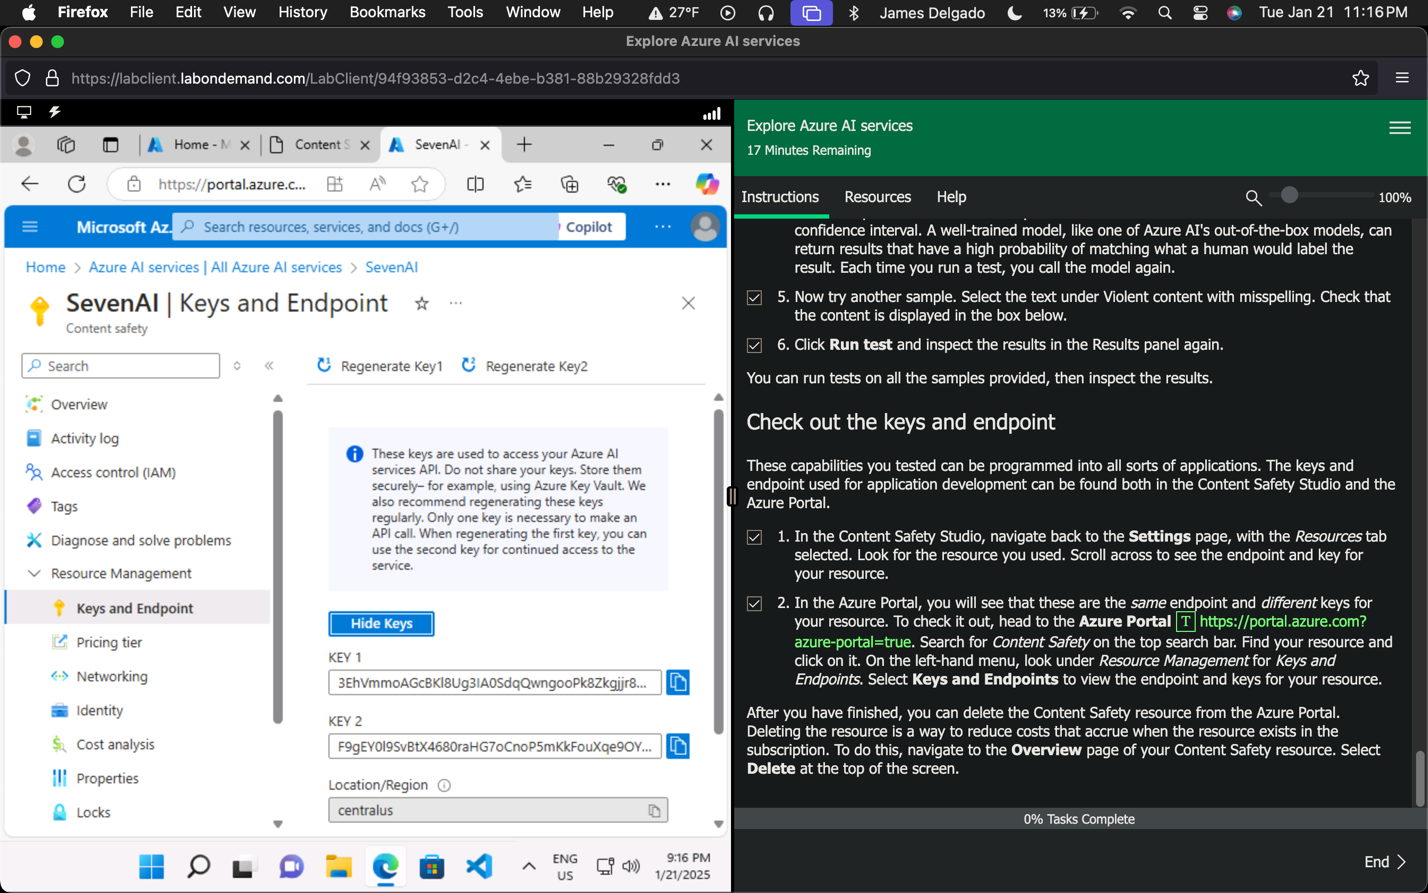 Firefox File Edit View History Bookmarks Tools Window Help 27°F James Delgado 13% Tue Jan 21 11:16 PM
Explore Azure AI services
https://labclient.labondemand.com/LabClient/94f93853-d2c4-4ebe-b381-88b29328fdd3
Home - M
Content S
SevenAI -
https://portal.azure.c...
Microsoft Az.
Search resources, services, and docs (G+/)
Copilot
Home > Azure AI services | All Azure AI services > SevenAI
SevenAI | Keys and Endpoint
Content safety
Search
Overview
Activity log
Access control (IAM)
Tags
Diagnose and solve problems
Resource Management
Keys and Endpoint
Pricing tier
Networking
Identity
Cost analysis
Properties
Locks
Regenerate Key1 Regenerate Key2
These keys are used to access your Azure AI
services API. Do not share your keys. Store them
securely– for example, using Azure Key Vault. We
also recommend regenerating these keys
regularly. Only one key is necessary to make an
API call. When regenerating the first key, you can
use the second key for continued access to the
service.
Hide Keys
KEY 1
KEY 2
Location/Region
centralus
ENG
US
9:16 PM
1/21/2025
Explore Azure AI services
17 Minutes Remaining
Instructions Resources Help
100%
confidence interval. A well-trained model, like one of Azure AI's out-of-the-box models, can
return results that have a high probability of matching what a human would label the
result. Each time you run a test, you call the model again.
5. Now try another sample. Select the text under Violent content with misspelling. Check that
the content is displayed in the box below.
6. Click Run test and inspect the results in the Results panel again.
You can run tests on all the samples provided, then inspect the results.
Check out the keys and endpoint
These capabilities you tested can be programmed into all sorts of applications. The keys and
endpoint used for application development can be found both in the Content Safety Studio and the
Azure Portal.
1. In the Content Safety Studio, navigate back to the Settings page, with the Resources tab
selected. Look for the resource you used. Scroll across to see the endpoint and key for
your resource.
2. In the Azure Portal, you will see that these are the same endpoint and different keys for
your resource. To check it out, head to the Azure Portal T https://portal.azure.com?
azure-portal=true. Search for Content Safety on the top search bar. Find your resource and
click on it. On the left-hand menu, look under Resource Management for Keys and
Endpoints. Select Keys and Endpoints to view the endpoint and keys for your resource.
After you have finished, you can delete the Content Safety resource from the Azure Portal.
Deleting the resource is a way to reduce costs that accrue when the resource exists in the
subscription. To do this, navigate to the Overview page of your Content Safety resource. Select
Delete at the top of the screen.
0% Tasks Complete
End